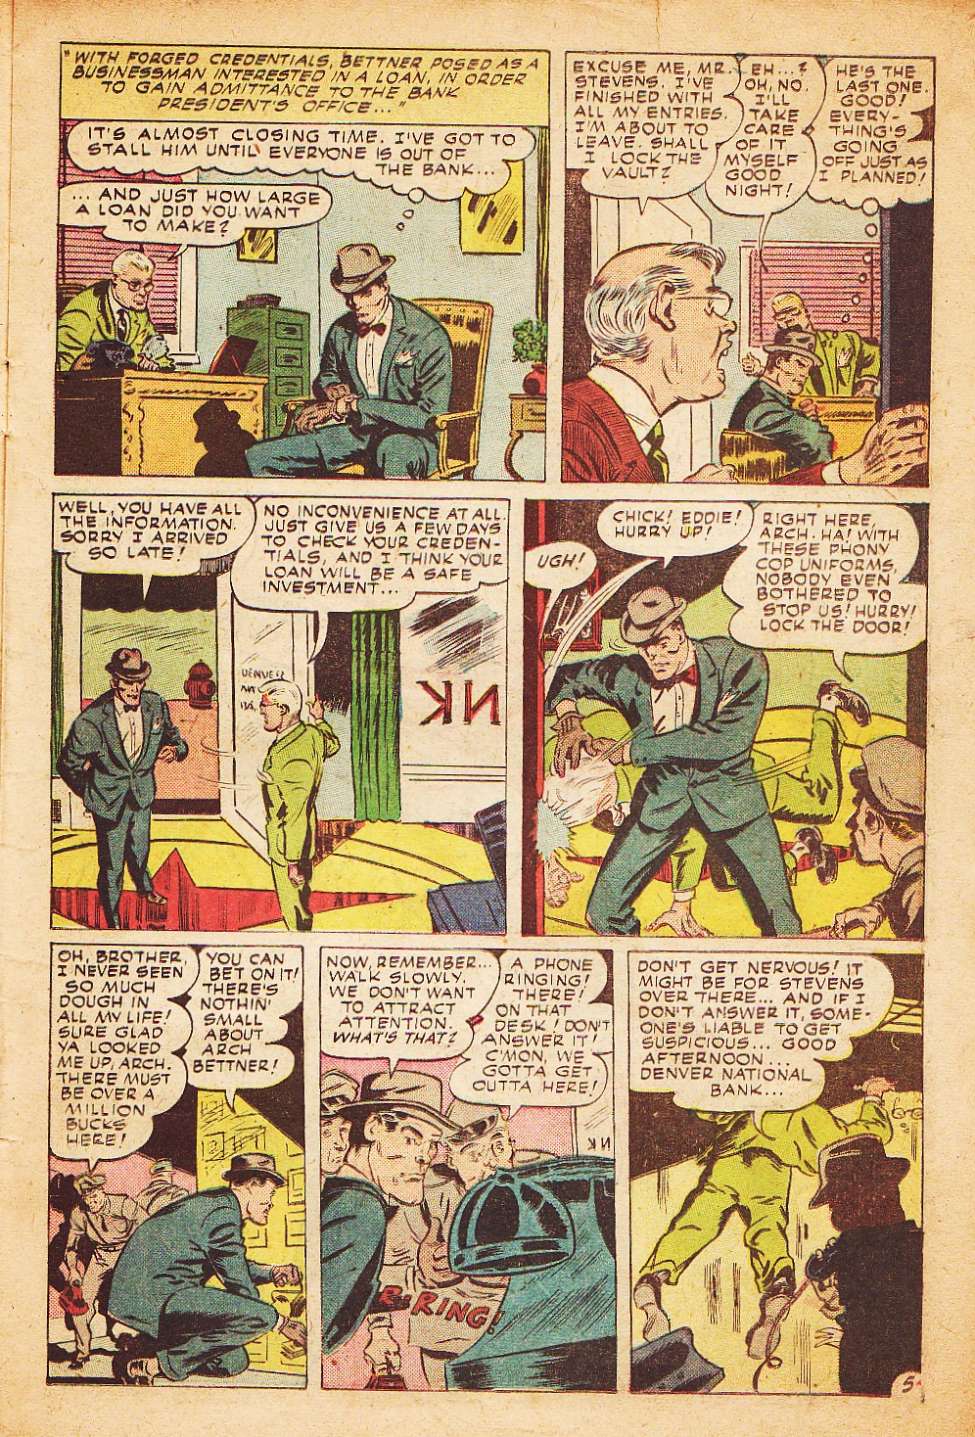 "WITH FORGED CREDENTIALS, BETTNER POSED AS A
BUSINESSMAN INTERESTED IN A LOAN, IN ORDER
TO GAIN ADMITTANCE TO THE BANK
PRESIDENT'S OFFICE..."
IT'S ALMOST CLOSING TIME. I'VE GOT TO
STALL HIM UNTIL EVERYONE IS OUT OF
THE BANK...
... AND JUST HOW LARGE
A LOAN DID YOU WANT
TO MAKE?
EXCUSE ME, MR.
STEVENS. I'VE
FINISHED WITH
ALL MY ENTRIES.
I'M ABOUT TO
LEAVE. SHALL
I LOCK THE
VAULT?
EH...?
OH, NO.
I'LL
TAKE
CARE
OF IT
MYSELF
GOOD
NIGHT!
HE'S THE
LAST ONE.
GOOD!
EVERY-
THING'S
GOING
OFF JUST AS
I PLANNED!
WELL, YOU HAVE ALL
THE INFORMATION.
SORRY I ARRIVED
SO LATE!
NO INCONVENIENCE AT ALL.
JUST GIVE US A FEW DAYS
TO CHECK YOUR CREDEN-
TIALS, AND I THINK YOUR
LOAN WILL BE A SAFE
INVESTMENT...
DENVER
NAT
NK
UGH!
CHICK! EDDIE!
HURRY UP!
RIGHT HERE,
ARCH. HA! WITH
THESE PHONY
COP UNIFORMS,
NOBODY EVEN
BOTHERED TO
STOP US! HURRY!
LOCK THE DOOR!
OH, BROTHER,
I NEVER SEEN
SO MUCH
DOUGH IN
ALL MY LIFE!
SURE GLAD
YA LOOKED
ME UP, ARCH.
THERE MUST
BE OVER A
MILLION
BUCKS
HERE!
YOU CAN
BET ON IT!
THERE'S
NOTHIN'
SMALL
ABOUT
ARCH
BETTNER!
NOW, REMEMBER...
WALK SLOWLY.
WE DON'T WANT
TO ATTRACT
ATTENTION.
WHAT'S THAT?
A PHONE
RINGING!
THERE!
ON THAT
DESK! DON'T
ANSWER IT!
C'MON, WE
GOTTA GET
OUTTA HERE!
NK
R-RING!
DON'T GET NERVOUS! IT
MIGHT BE FOR STEVENS
OVER THERE... AND IF I
DON'T ANSWER IT, SOME-
ONE'S LIABLE TO GET
SUSPICIOUS... GOOD
AFTERNOON...
DENVER NATIONAL
BANK...
5